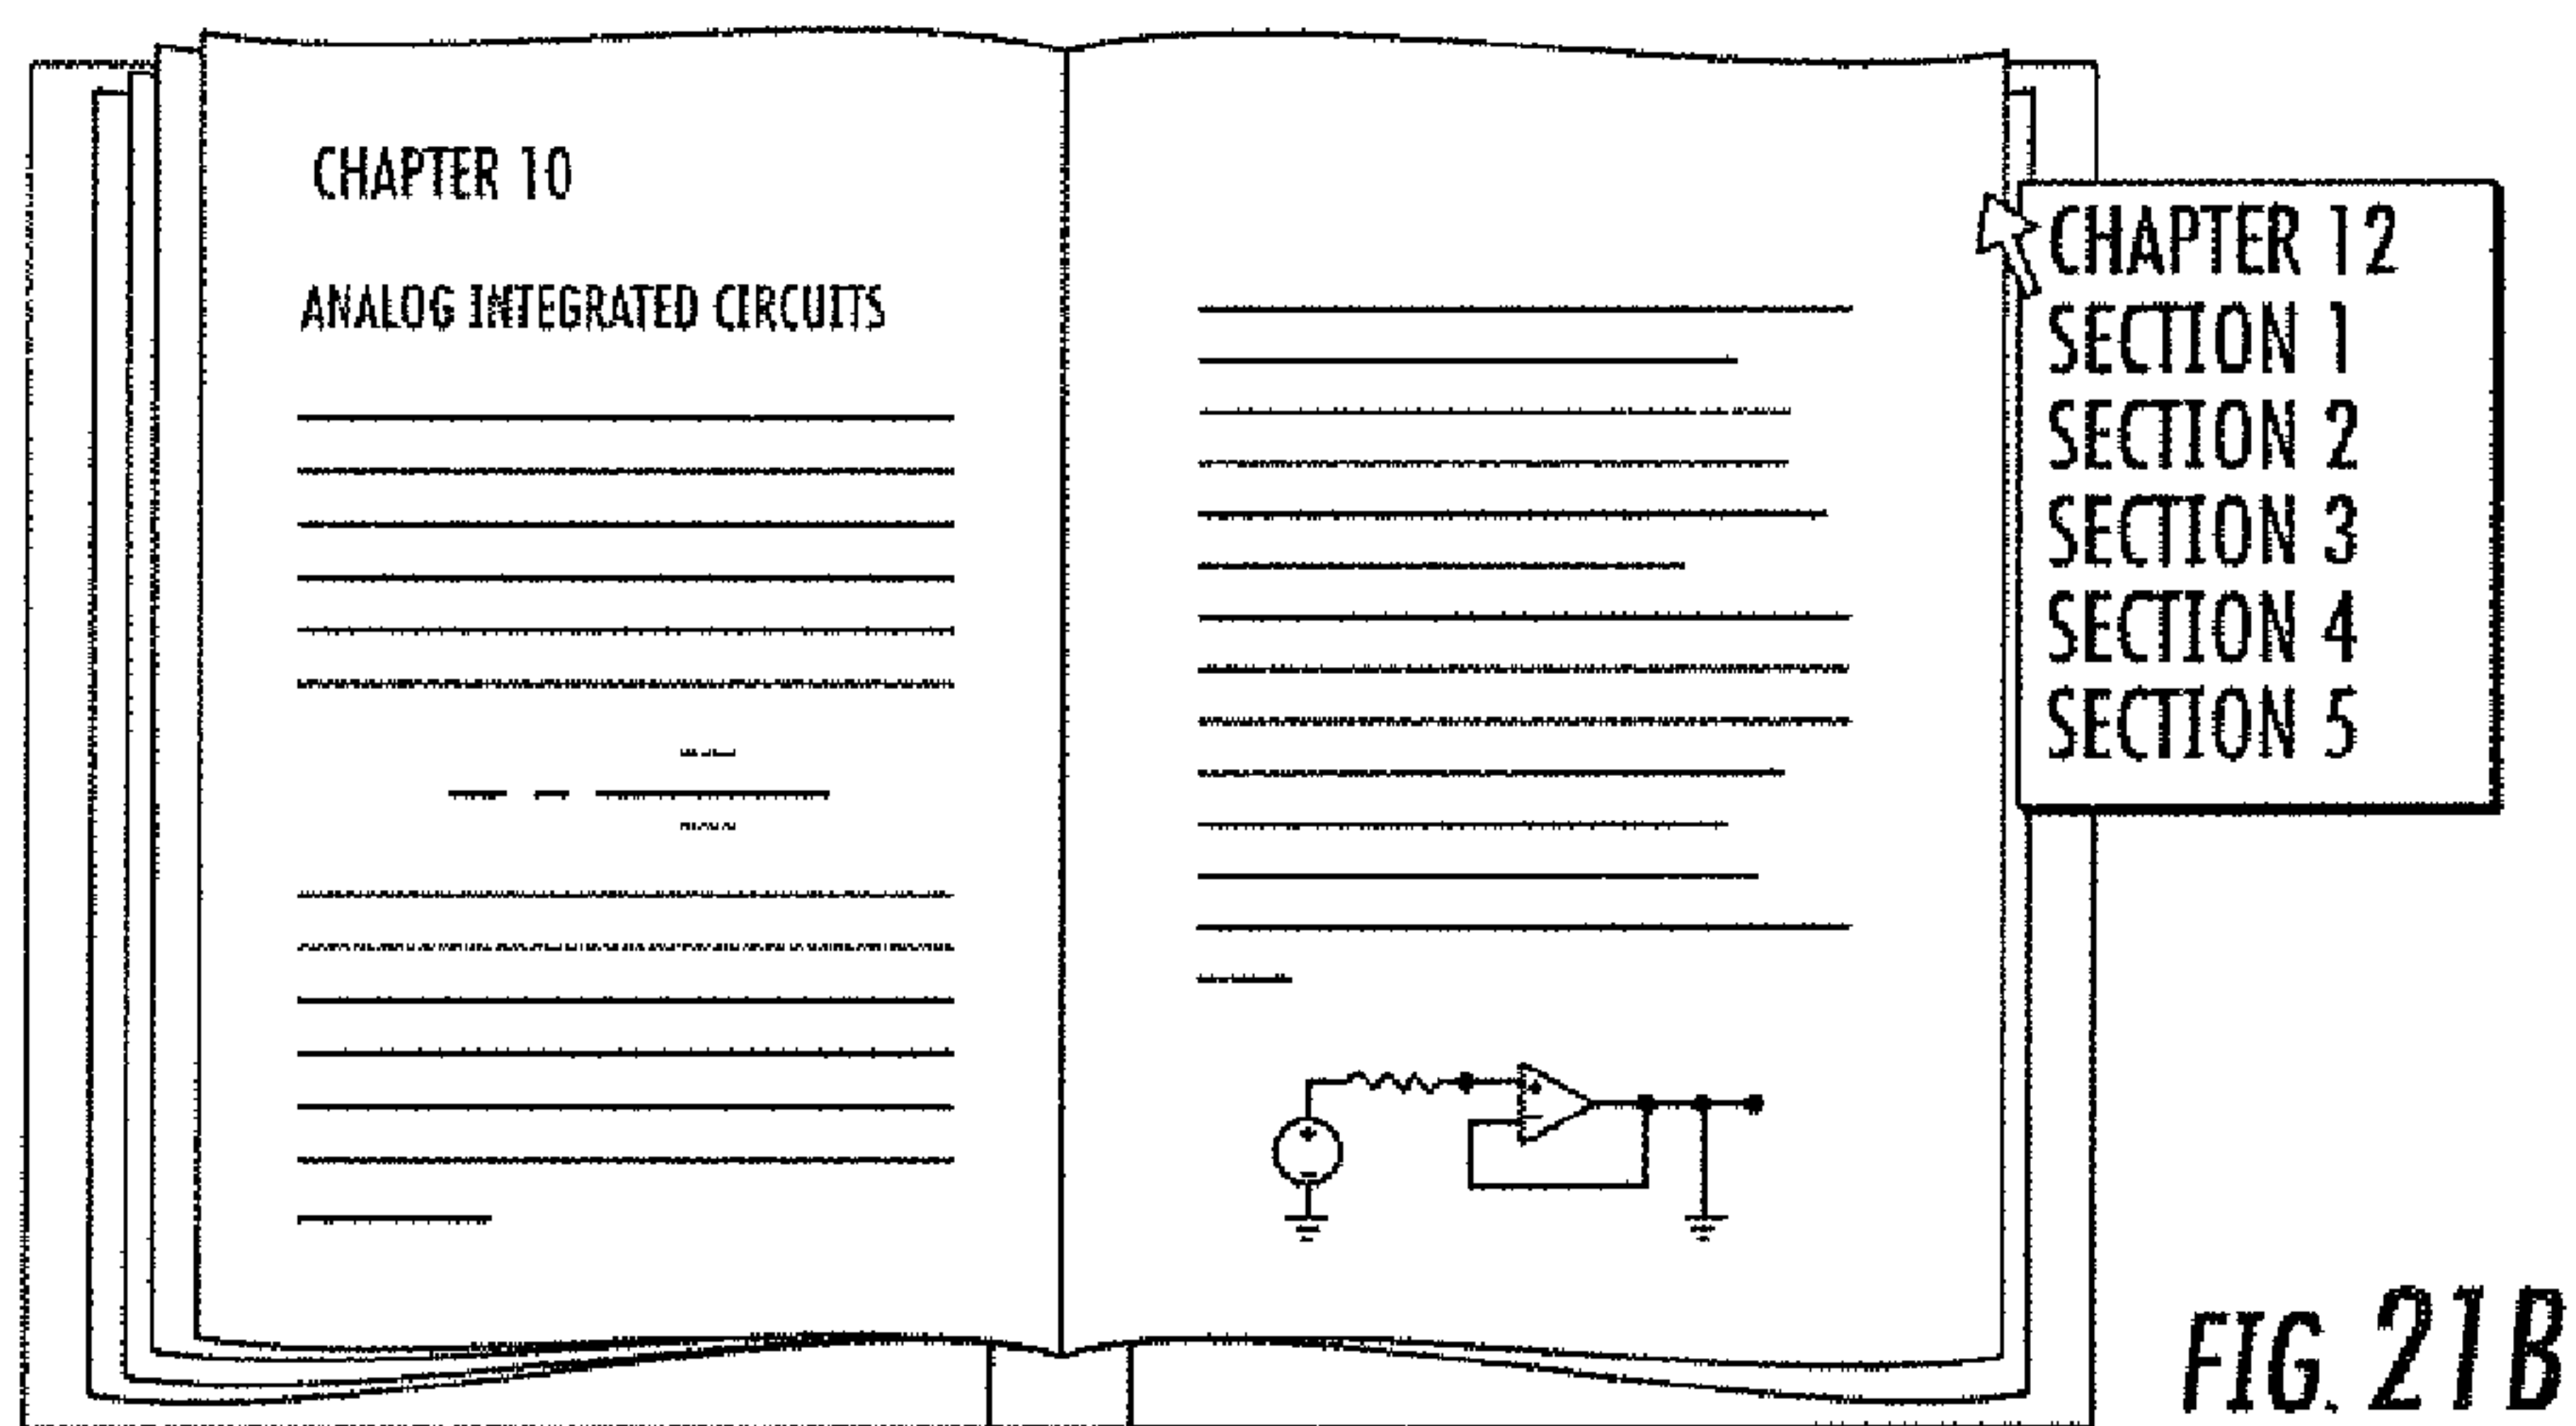 CHAPTER 10
ANALOG INTEGRATED CIRCUITS
CHAPTER 12
SECTION 1
SECTION 2
SECTION 3
SECTION 4
SECTION 5
FIG. 21B